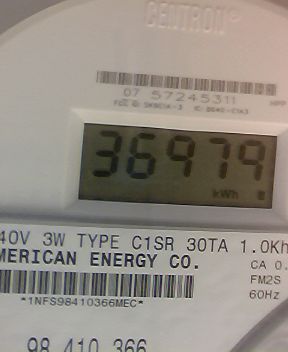 CENTRON®
07 57245311
HPP
36979
kWh
40V 3W TYPE C1SR 30TA 1.0Kh
MERICAN ENERGY CO.
CA 0.
FM2S
60Hz
*1NFS98410366MEC*
98 410 366